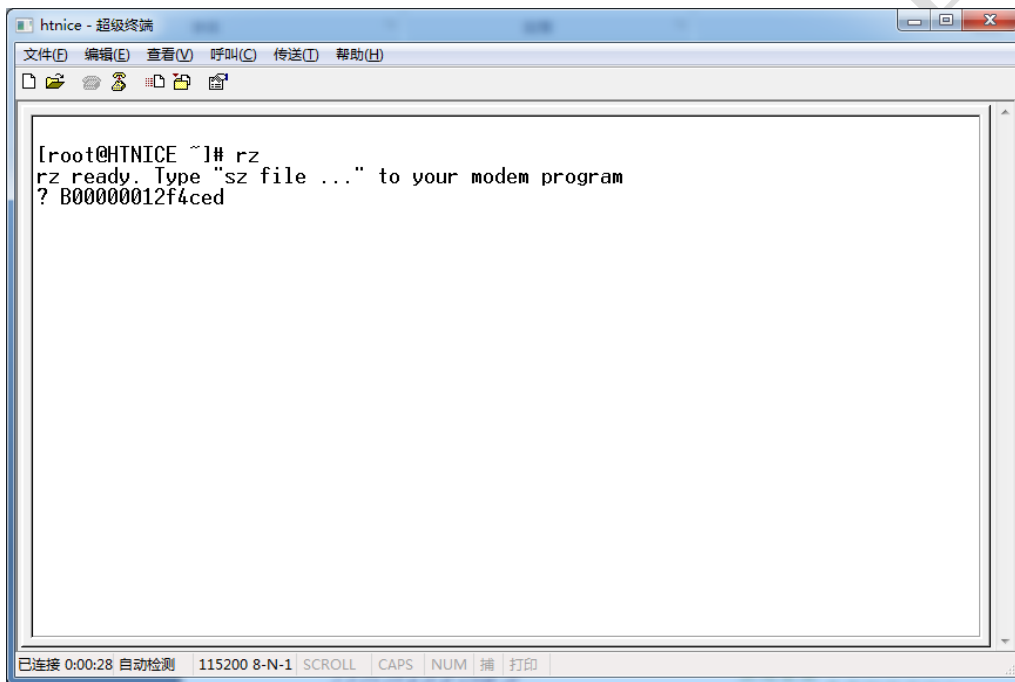 htnice - 超级终端
文件(F) 编辑(E) 查看(V) 呼叫(C) 传送(T) 帮助(H)
[root@HTNICE ~]# rz
rz ready. Type "sz file ..." to your modem program
? B00000012f4ced
已连接 0:00:28 自动检测 115200 8-N-1 SCROLL CAPS NUM 捕 打印